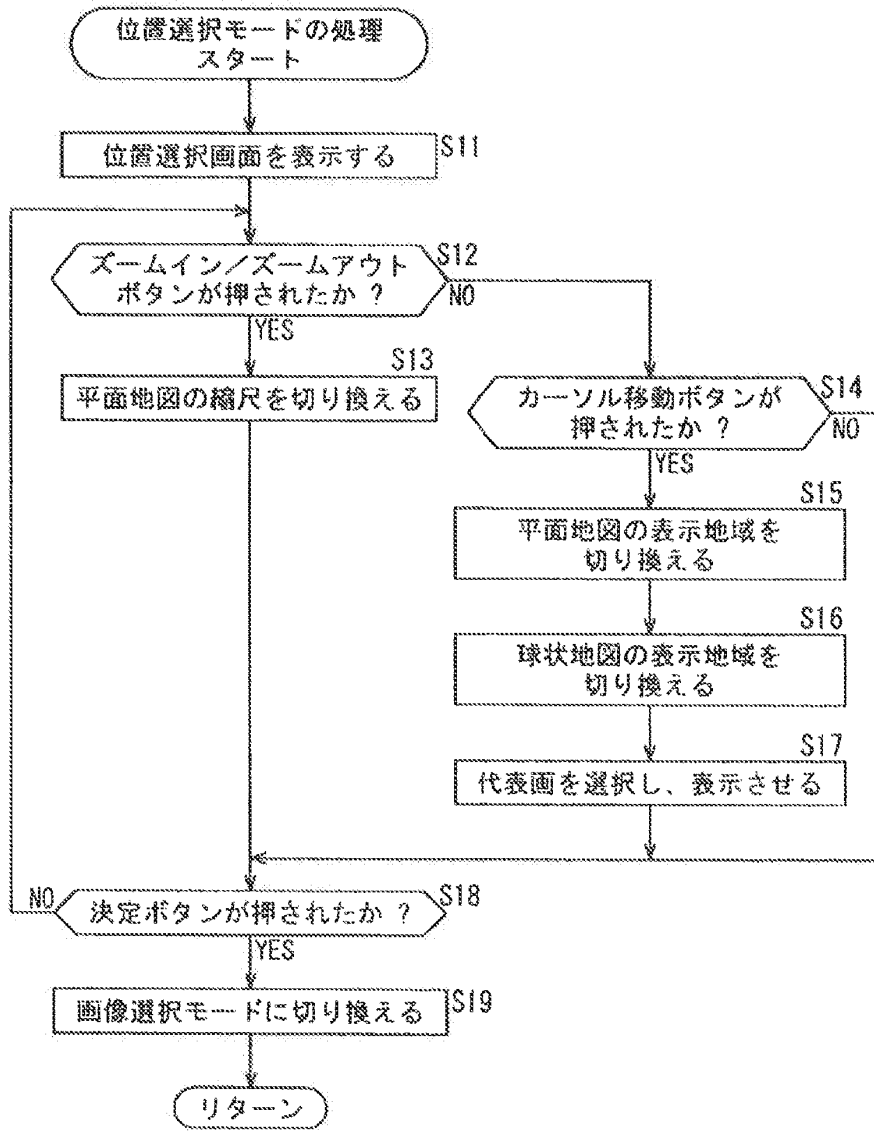 位置選択モードの処理
スタート
位置選択画面を表示する
S11
ズームイン／ズームアウト
ボタンが押されたか？
S12
NO
YES
S13
平面地図の縮尺を切り換える
カーソル移動ボタンが
押されたか？
S14
NO
YES
S15
平面地図の表示地域を
切り換える
S16
球状地図の表示地域を
切り換える
S17
代表画を選択し、表示させる
NO
決定ボタンが押されたか？
S18
YES
画像選択モードに切り換える
S19
リターン